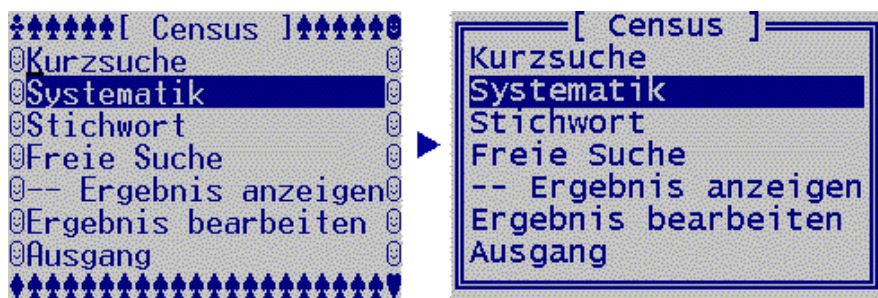 [ Census ]
Kurzsuche
Systematik
Stichwort
Freie Suche
-- Ergebnis anzeigen
Ergebnis bearbeiten
Ausgang
[ Census ]
Kurzsuche
Systematik
Stichwort
Freie Suche
-- Ergebnis anzeigen
Ergebnis bearbeiten
Ausgang